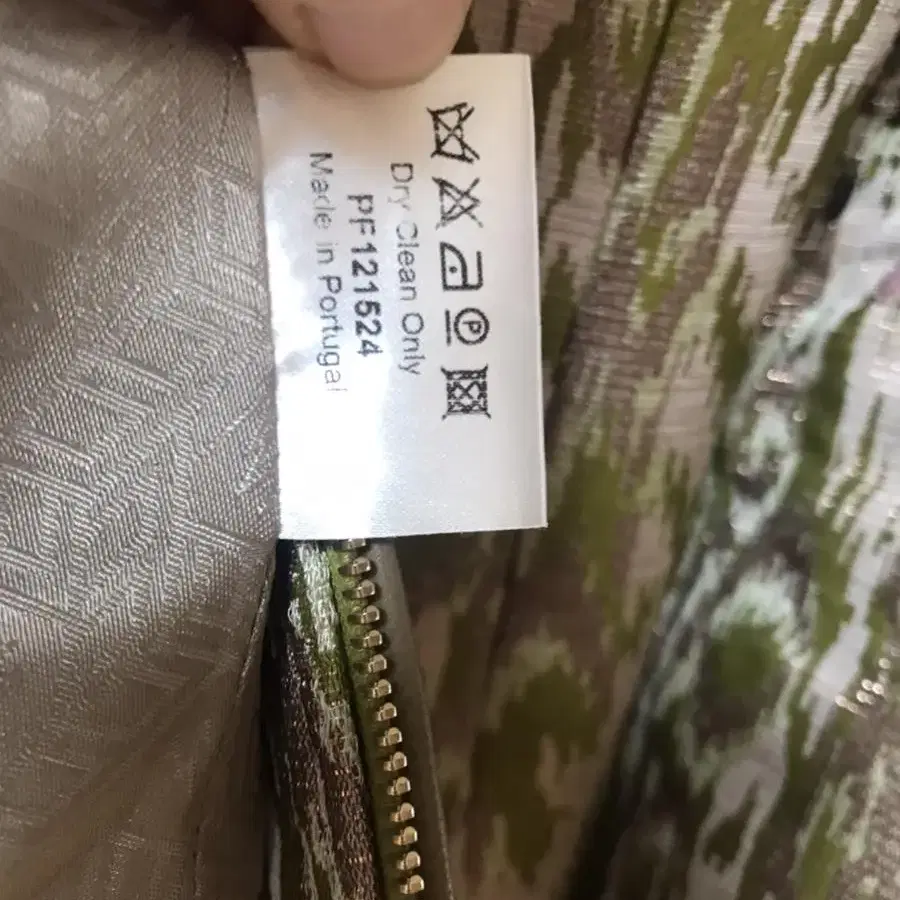 Dry Clean Only
PF121524
Made in Portugal